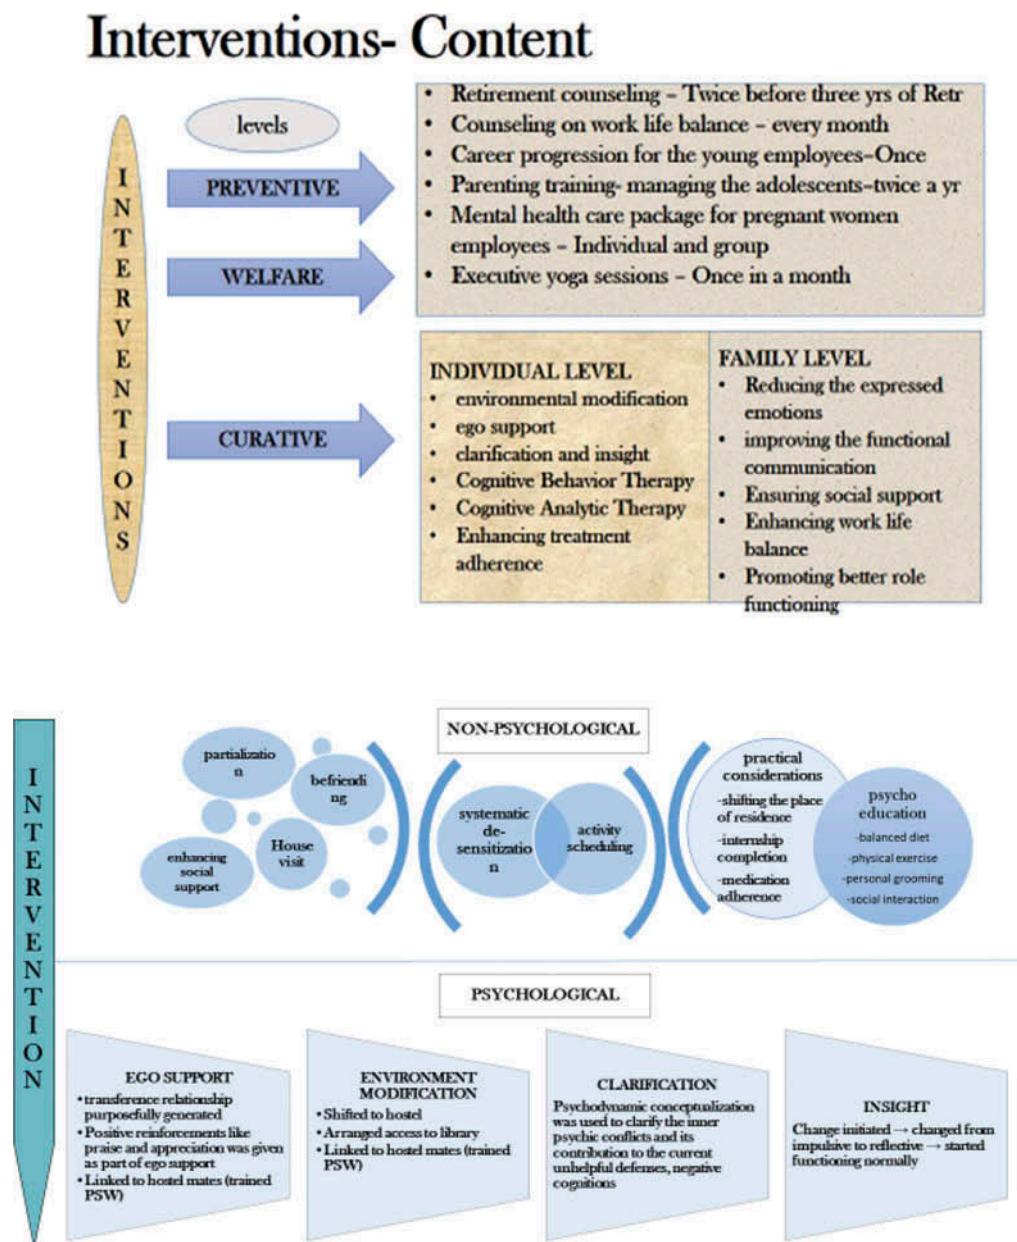 Interventions- Content
INTERVENTIONS
levels
PREVENTIVE
WELFARE
CURATIVE
• Retirement counseling – Twice before three yrs of Retr
• Counseling on work life balance – every month
• Career progression for the young employees–Once
• Parenting training- managing the adolescents–twice a yr
• Mental health care package for pregnant women
employees – Individual and group
• Executive yoga sessions – Once in a month
INDIVIDUAL LEVEL
• environmental modification
• ego support
• clarification and insight
• Cognitive Behavior Therapy
• Cognitive Analytic Therapy
• Enhancing treatment
adherence
FAMILY LEVEL
• Reducing the expressed
emotions
• improving the functional
communication
• Ensuring social support
• Enhancing work life
balance
• Promoting better role
functioning
INTERVENTION
NON-PSYCHOLOGICAL
partializatio
n
befriendi
ng
House
visit
enhancing
social
support
systematic
de-
sensitizatio
n
activity
scheduling
practical
considerations
-shifting the place
of residence
-internship
completion
-medication
adherence
psycho
education
-balanced diet
-physical exercise
-personal grooming
-social interaction
PSYCHOLOGICAL
EGO SUPPORT
• transference relationship
purposefully generated
• Positive reinforcements like
praise and appreciation was given
as part of ego support
• Linked to hostel mates (trained
PSW)
ENVIRONMENT
MODIFICATION
• Shifted to hostel
• Arranged access to library
• Linked to hostel mates (trained
PSW)
CLARIFICATION
Psychodynamic conceptualization
was used to clarify the inner
psychic conflicts and its
contribution to the current
unhelpful defenses, negative
cognitions
INSIGHT
Change initiated → changed from
impulsive to reflective → started
functioning normally